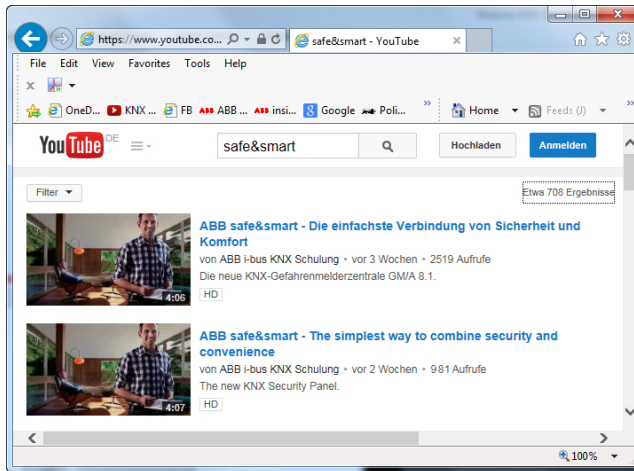 https://www.youtube.co...
safe&smart - YouTube
File Edit View Favorites Tools Help
OneD... KNX ... FB ABB ABB ... ABB insi... Google Poli... Home Feeds (J)
YouTube DE
safe&smart
Hochladen
Anmelden
Filter
Etwa 708 Ergebnisse
ABB safe&smart - Die einfachste Verbindung von Sicherheit und
Komfort
von ABB i-bus KNX Schulung • vor 3 Wochen • 2519 Aufrufe
Die neue KNX-Gefahrenmelderzentrale GM/A 8.1.
4:06
HD
ABB safe&smart - The simplest way to combine security and
convenience
von ABB i-bus KNX Schulung • vor 2 Wochen • 981 Aufrufe
The new KNX Security Panel.
4:07
HD
100%